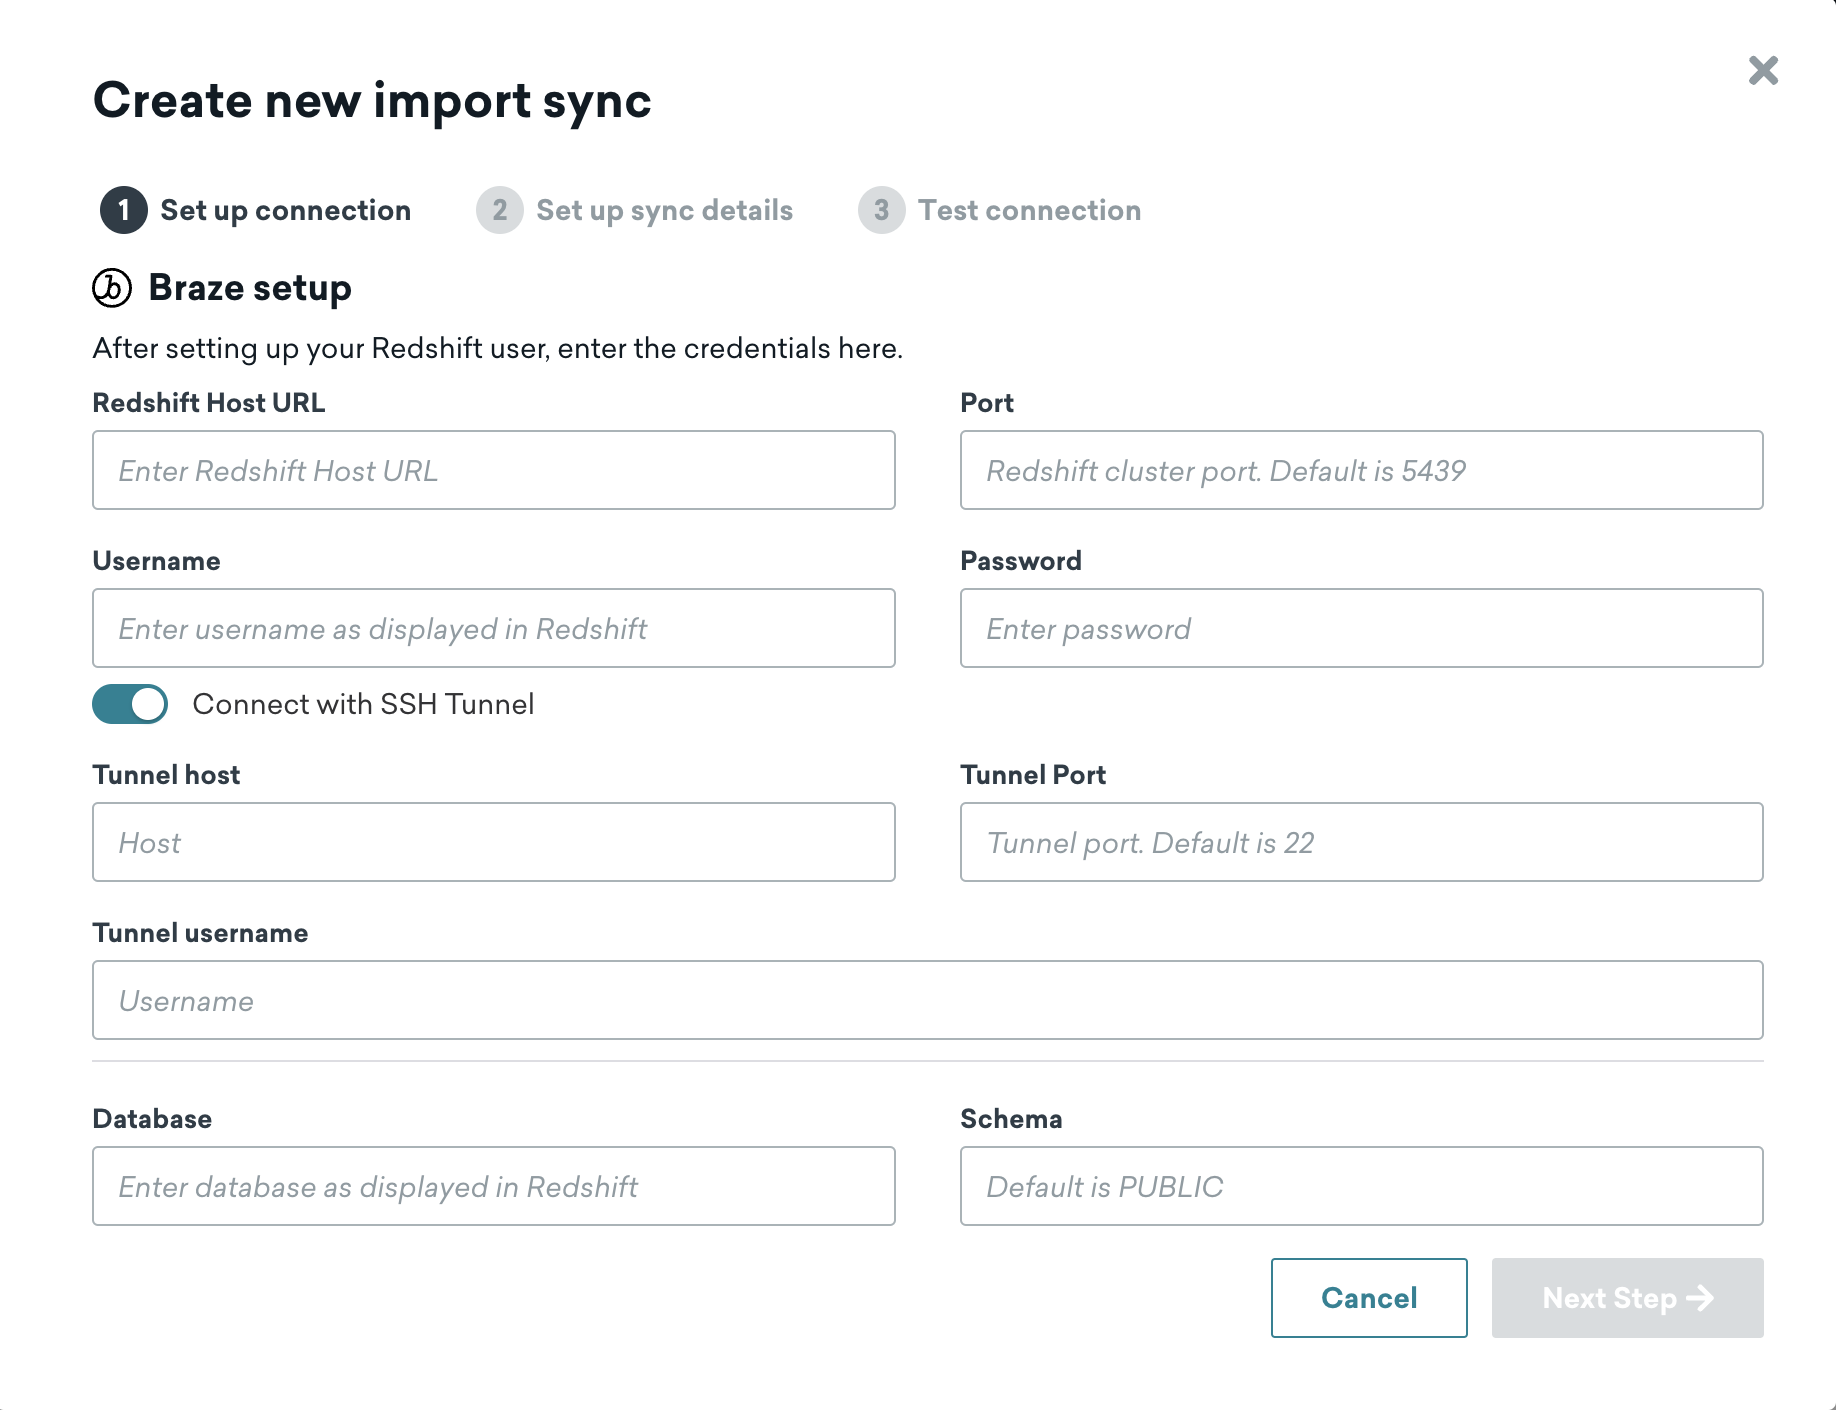 Create new import sync
1 Set up connection 2 Set up sync details 3 Test connection
Braze setup
After setting up your Redshift user, enter the credentials here.
Redshift Host URL Port
Enter Redshift Host URL Redshift cluster port. Default is 5439
Username Password
Enter username as displayed in Redshift Enter password
Connect with SSH Tunnel
Tunnel host Tunnel Port
Host Tunnel port. Default is 22
Tunnel username
Username
Database Schema
Enter database as displayed in Redshift Default is PUBLIC
Cancel Next Step →